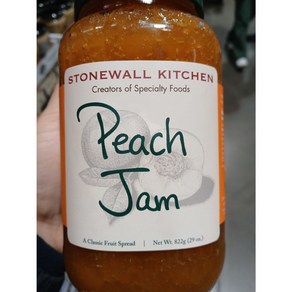 STONEWALL KITCHEN
Creators of Specialty Foods
Peach
Jam
A Classic Fruit Spread | Net Wt. 822g (29 oz.)